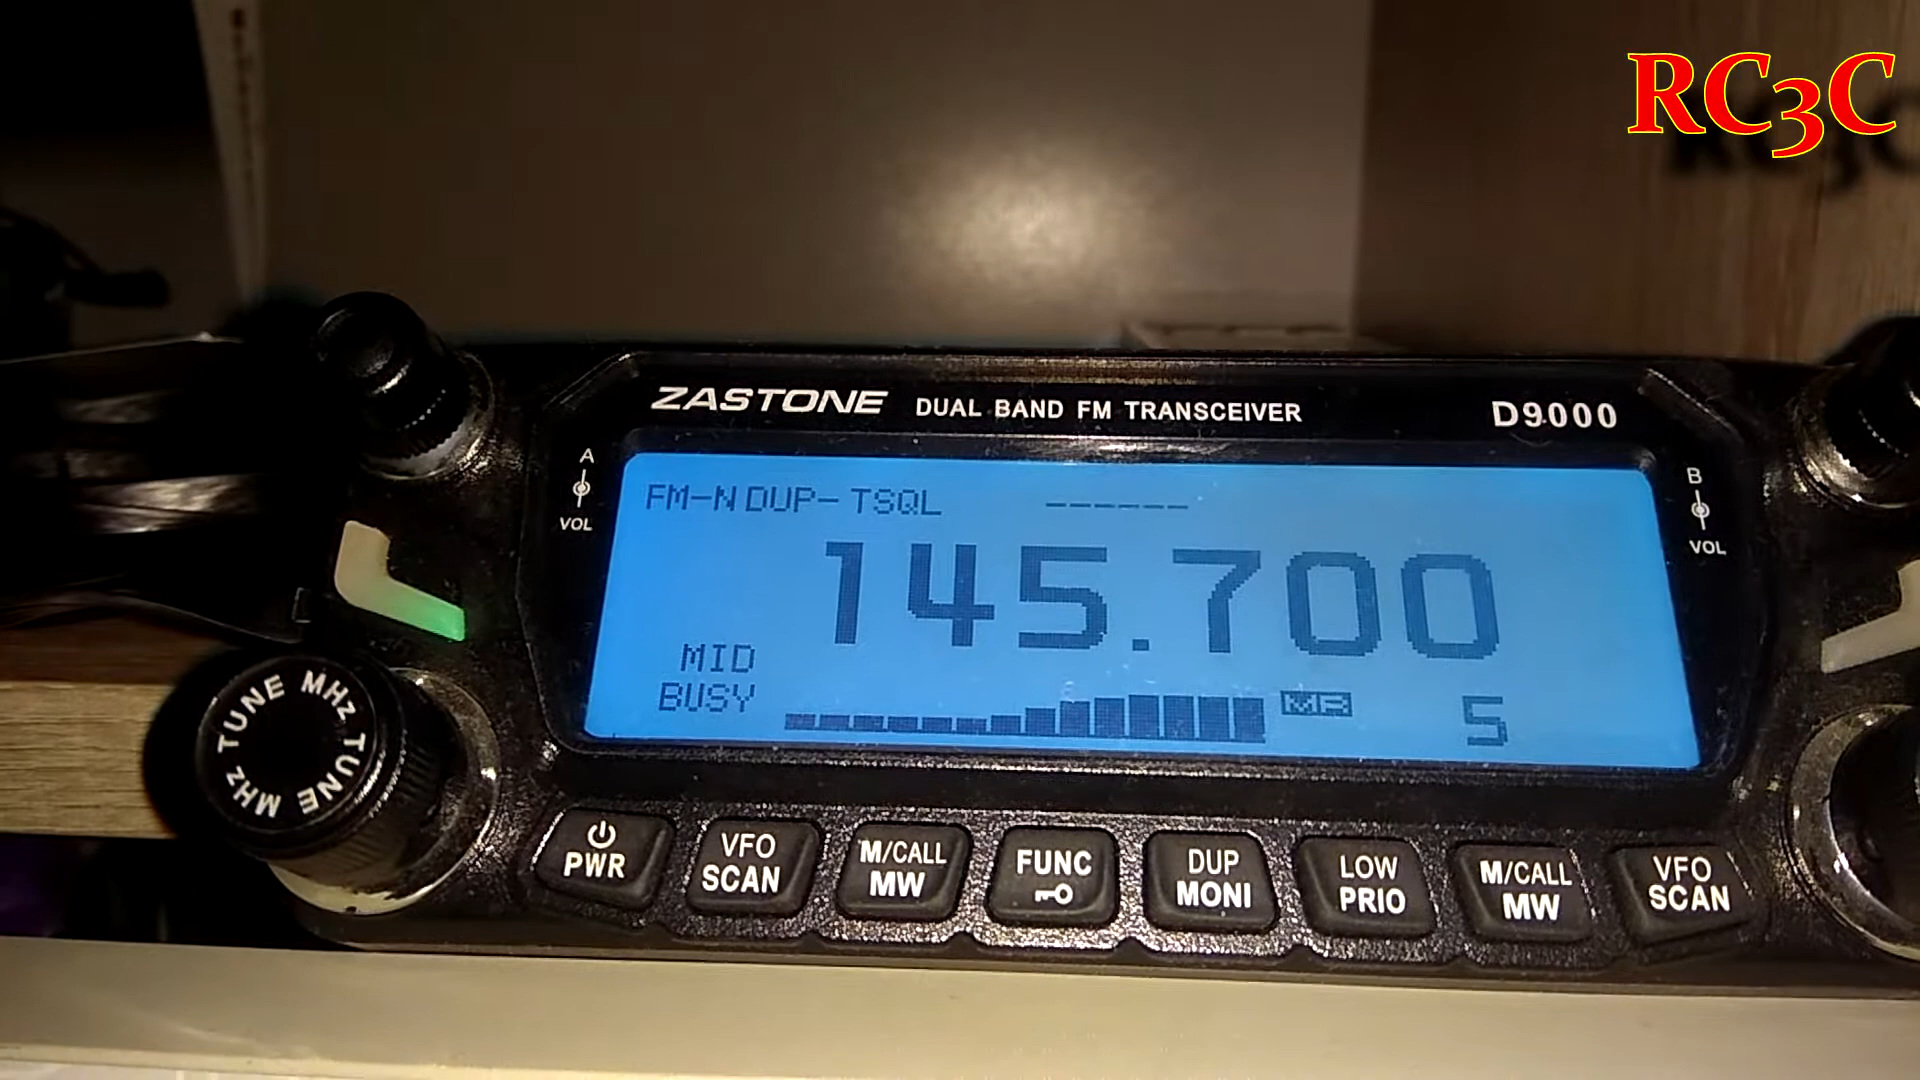 RC3C
ZASTONE DUAL BAND FM TRANSCEIVER D9000
A
VOL
B
VOL
FM-N DUP- TSQL ------
145.700
MID
BUSY
MR 5
TUNE MHz TUNE MHz
PWR
VFO
SCAN
M/CALL
MW
FUNC
DUP
MONI
LOW
PRIO
M/CALL
MW
VFO
SCAN